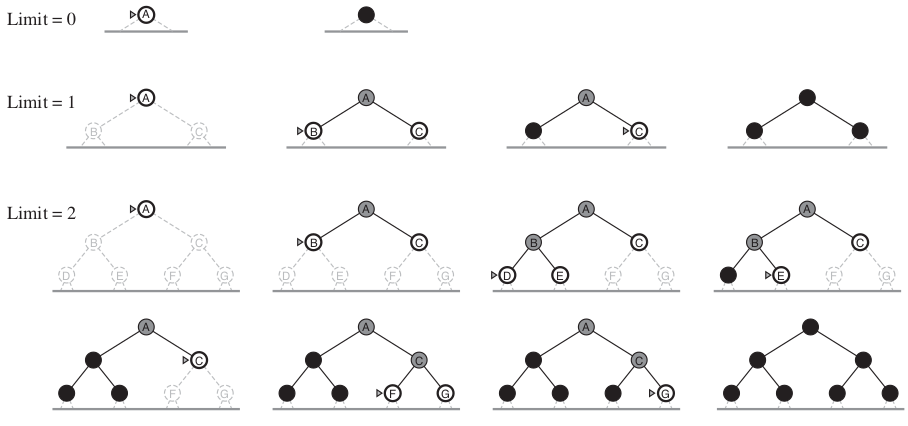 Limit = 0 A
Limit = 1 A A A
B C B C C
Limit = 2 A A A A
B C B C B C B C
D E F G D E F G D E F G E F G
A A A
C C C
F G F G G